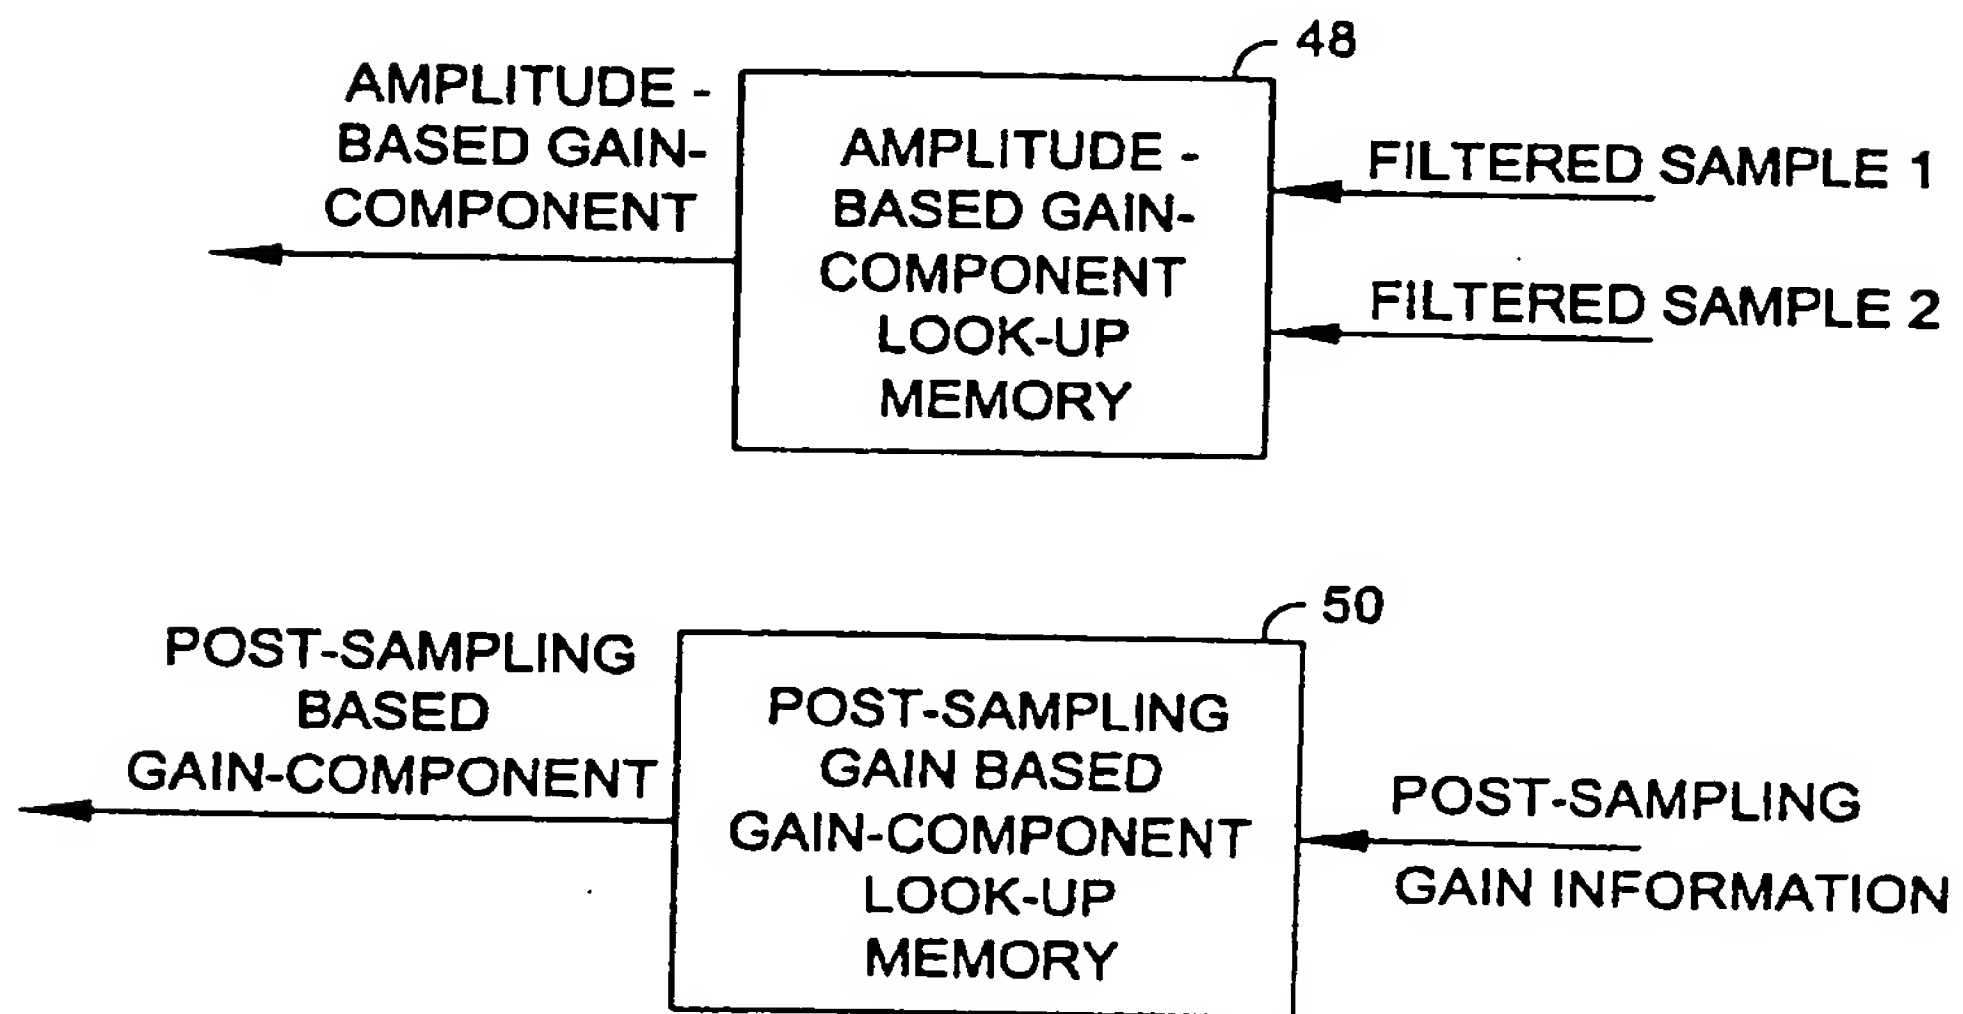 48
AMPLITUDE -
BASED GAIN-
COMPONENT
AMPLITUDE -
BASED GAIN-
COMPONENT
LOOK-UP
MEMORY
FILTERED SAMPLE 1
FILTERED SAMPLE 2
50
POST-SAMPLING
BASED
GAIN-COMPONENT
POST-SAMPLING
GAIN BASED
GAIN-COMPONENT
LOOK-UP
MEMORY
POST-SAMPLING
GAIN INFORMATION